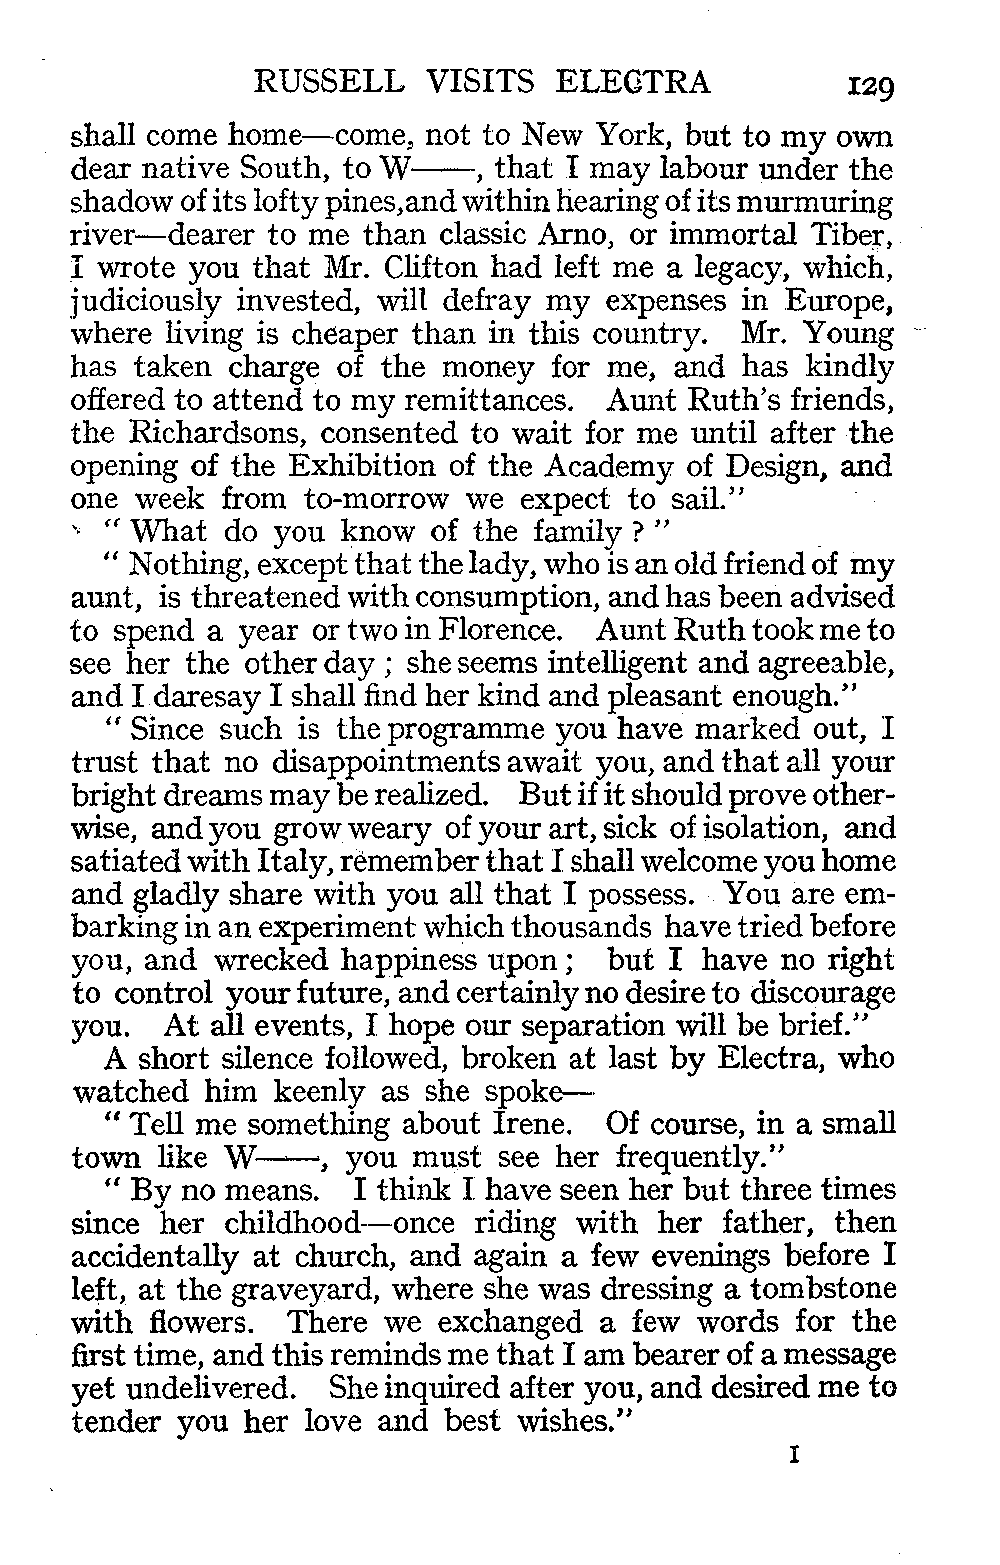 RUSSELL VISITS ELECTRA 129
shall come home—come, not to New York, but to my own
dear native South, to W——, that I may labour under the
shadow of its lofty pines, and within hearing of its murmuring
river—dearer to me than classic Arno, or immortal Tiber,
I wrote you that Mr. Clifton had left me a legacy, which,
judiciously invested, will defray my expenses in Europe,
where living is cheaper than in this country. Mr. Young
has taken charge of the money for me, and has kindly
offered to attend to my remittances. Aunt Ruth's friends,
the Richardsons, consented to wait for me until after the
opening of the Exhibition of the Academy of Design, and
one week from to-morrow we expect to sail."
"What do you know of the family?"
"Nothing, except that the lady, who is an old friend of my
aunt, is threatened with consumption, and has been advised
to spend a year or two in Florence. Aunt Ruth took me to
see her the other day; she seems intelligent and agreeable,
and I daresay I shall find her kind and pleasant enough."
"Since such is the programme you have marked out, I
trust that no disappointments await you, and that all your
bright dreams may be realized. But if it should prove other-
wise, and you grow weary of your art, sick of isolation, and
satiated with Italy, remember that I shall welcome you home
and gladly share with you all that I possess. You are em-
barking in an experiment which thousands have tried before
you, and wrecked happiness upon; but I have no right
to control your future, and certainly no desire to discourage
you. At all events, I hope our separation will be brief."
A short silence followed, broken at last by Electra, who
watched him keenly as she spoke—
"Tell me something about Irene. Of course, in a small
town like W——, you must see her frequently."
"By no means. I think I have seen her but three times
since her childhood—once riding with her father, then
accidentally at church, and again a few evenings before I
left, at the graveyard, where she was dressing a tombstone
with flowers. There we exchanged a few words for the
first time, and this reminds me that I am bearer of a message
yet undelivered. She inquired after you, and desired me to
tender you her love and best wishes."
I